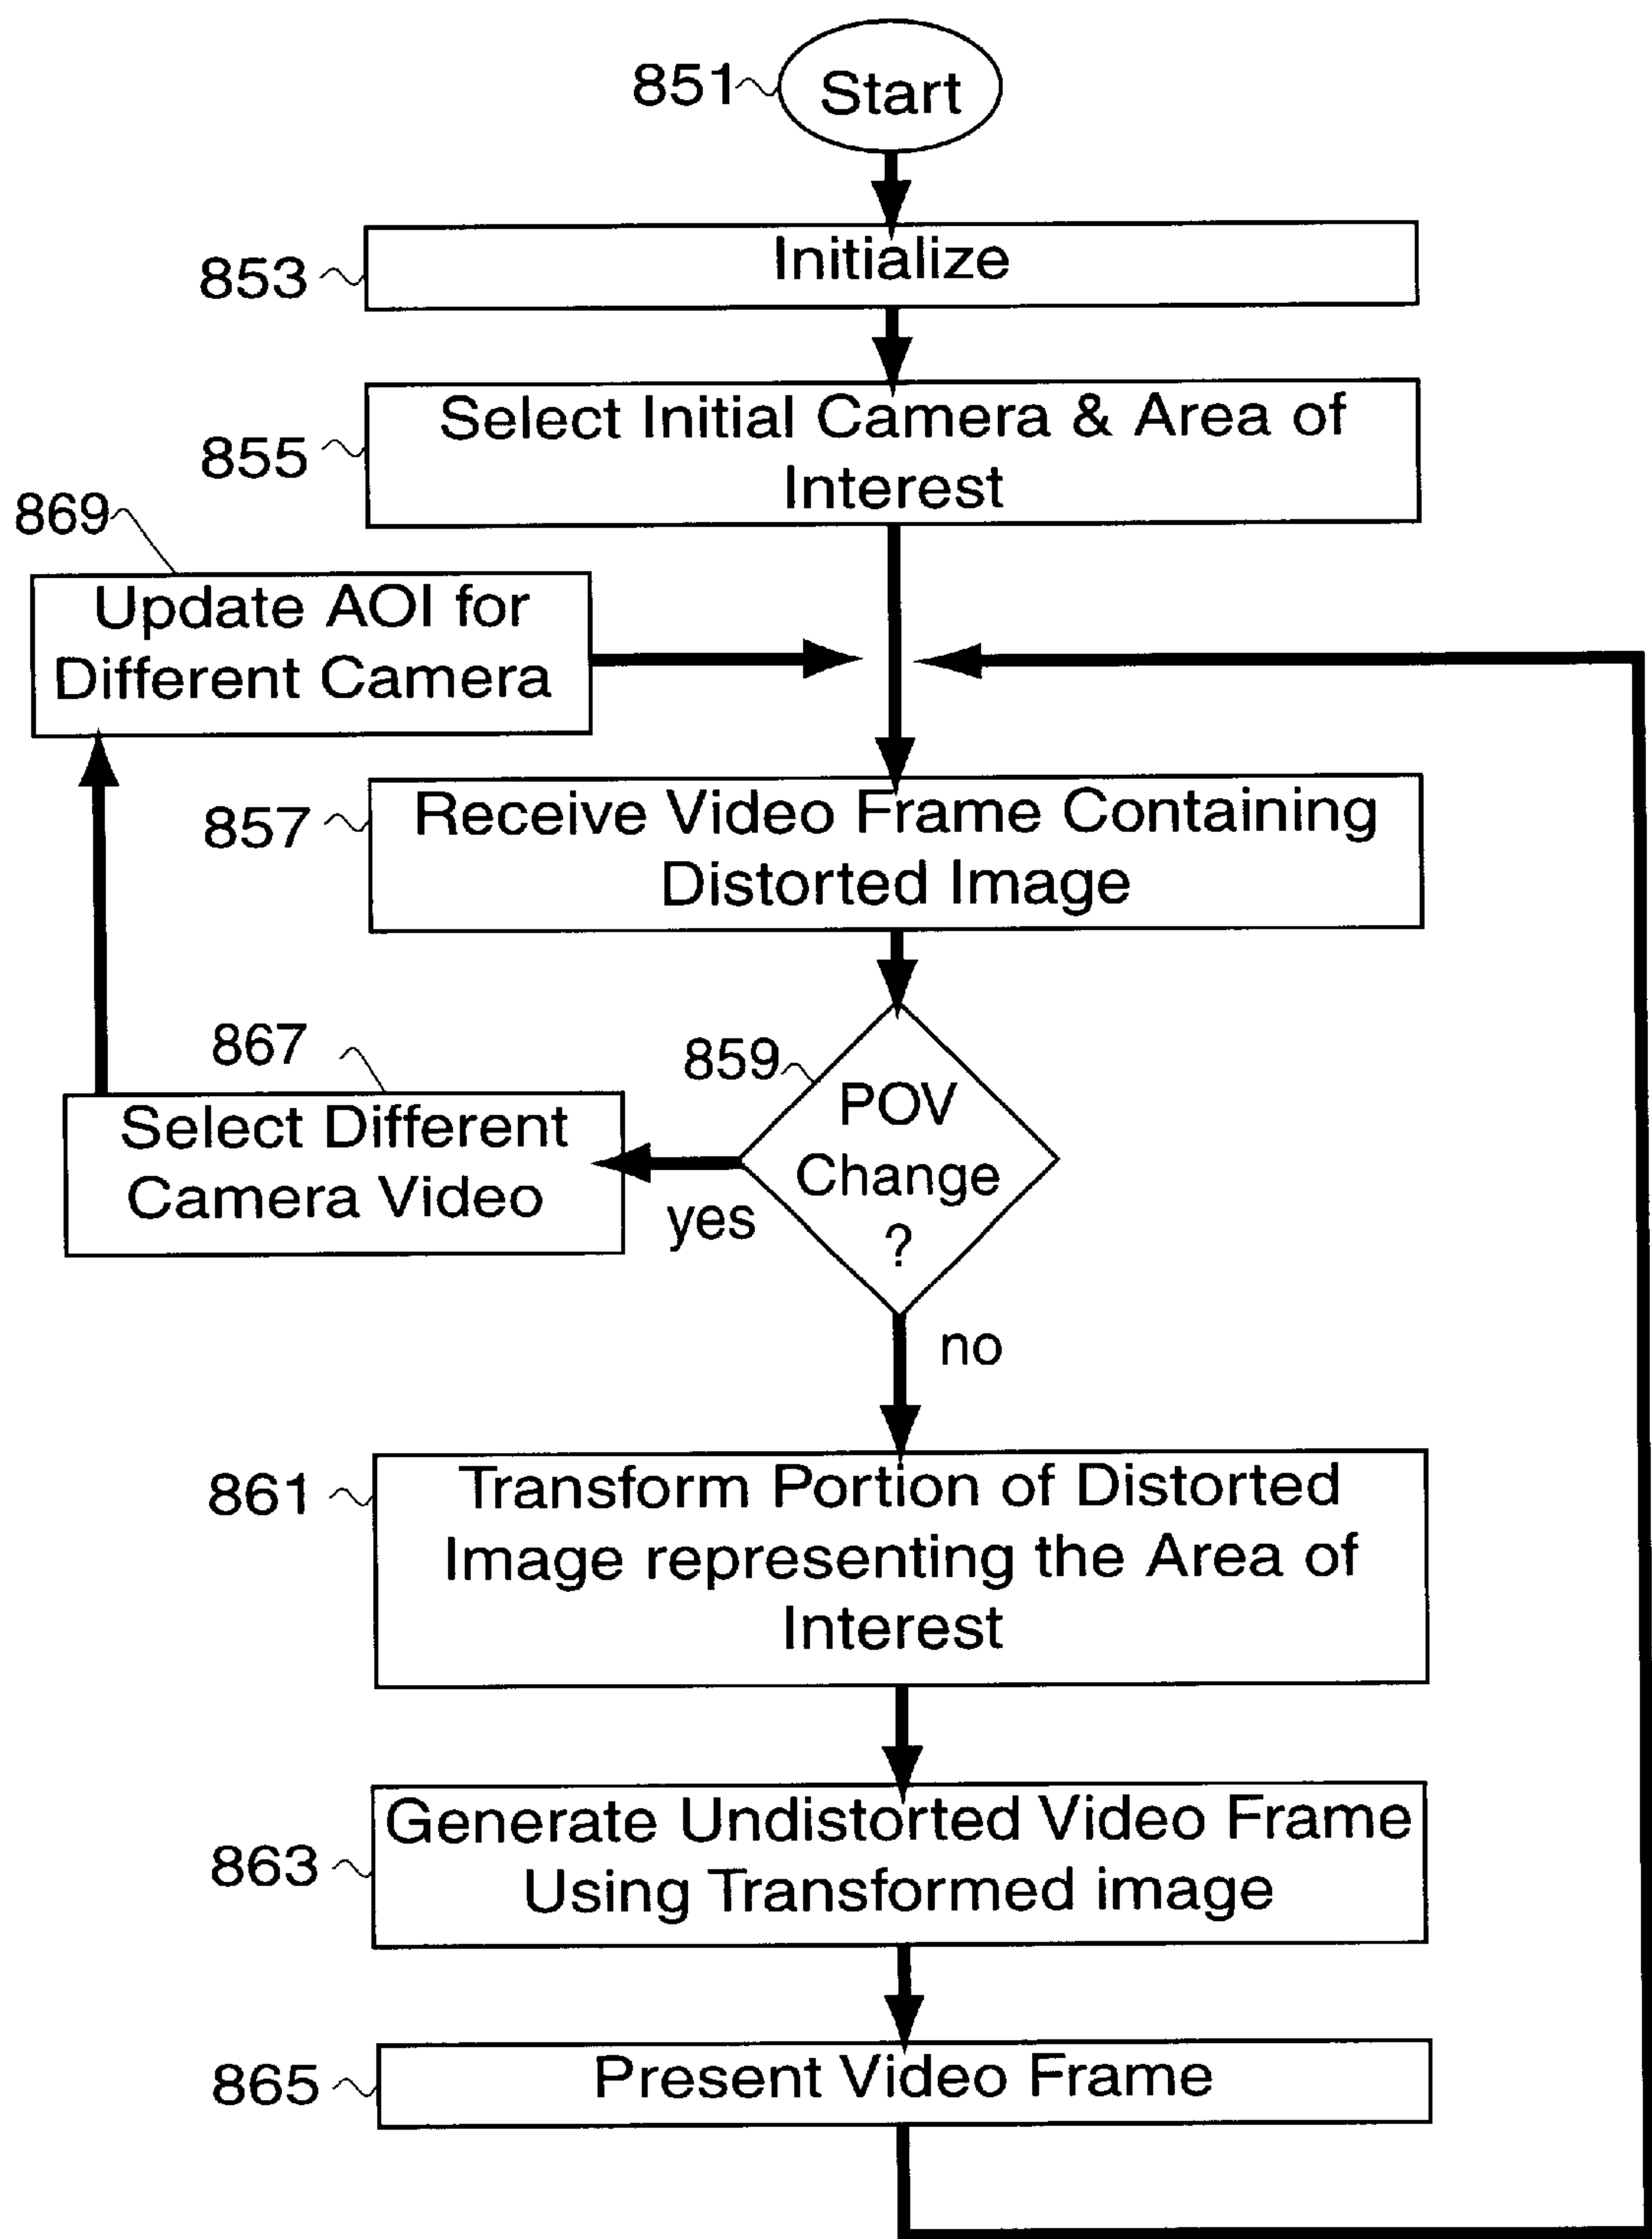 851
Start
853
Initialize
855
Select Initial Camera & Area of
Interest
869
Update AOI for
Different Camera
857
Receive Video Frame Containing
Distorted Image
867
Select Different
Camera Video
859
POV
Change
?
yes
no
861
Transform Portion of Distorted
Image representing the Area of
Interest
863
Generate Undistorted Video Frame
Using Transformed image
865
Present Video Frame